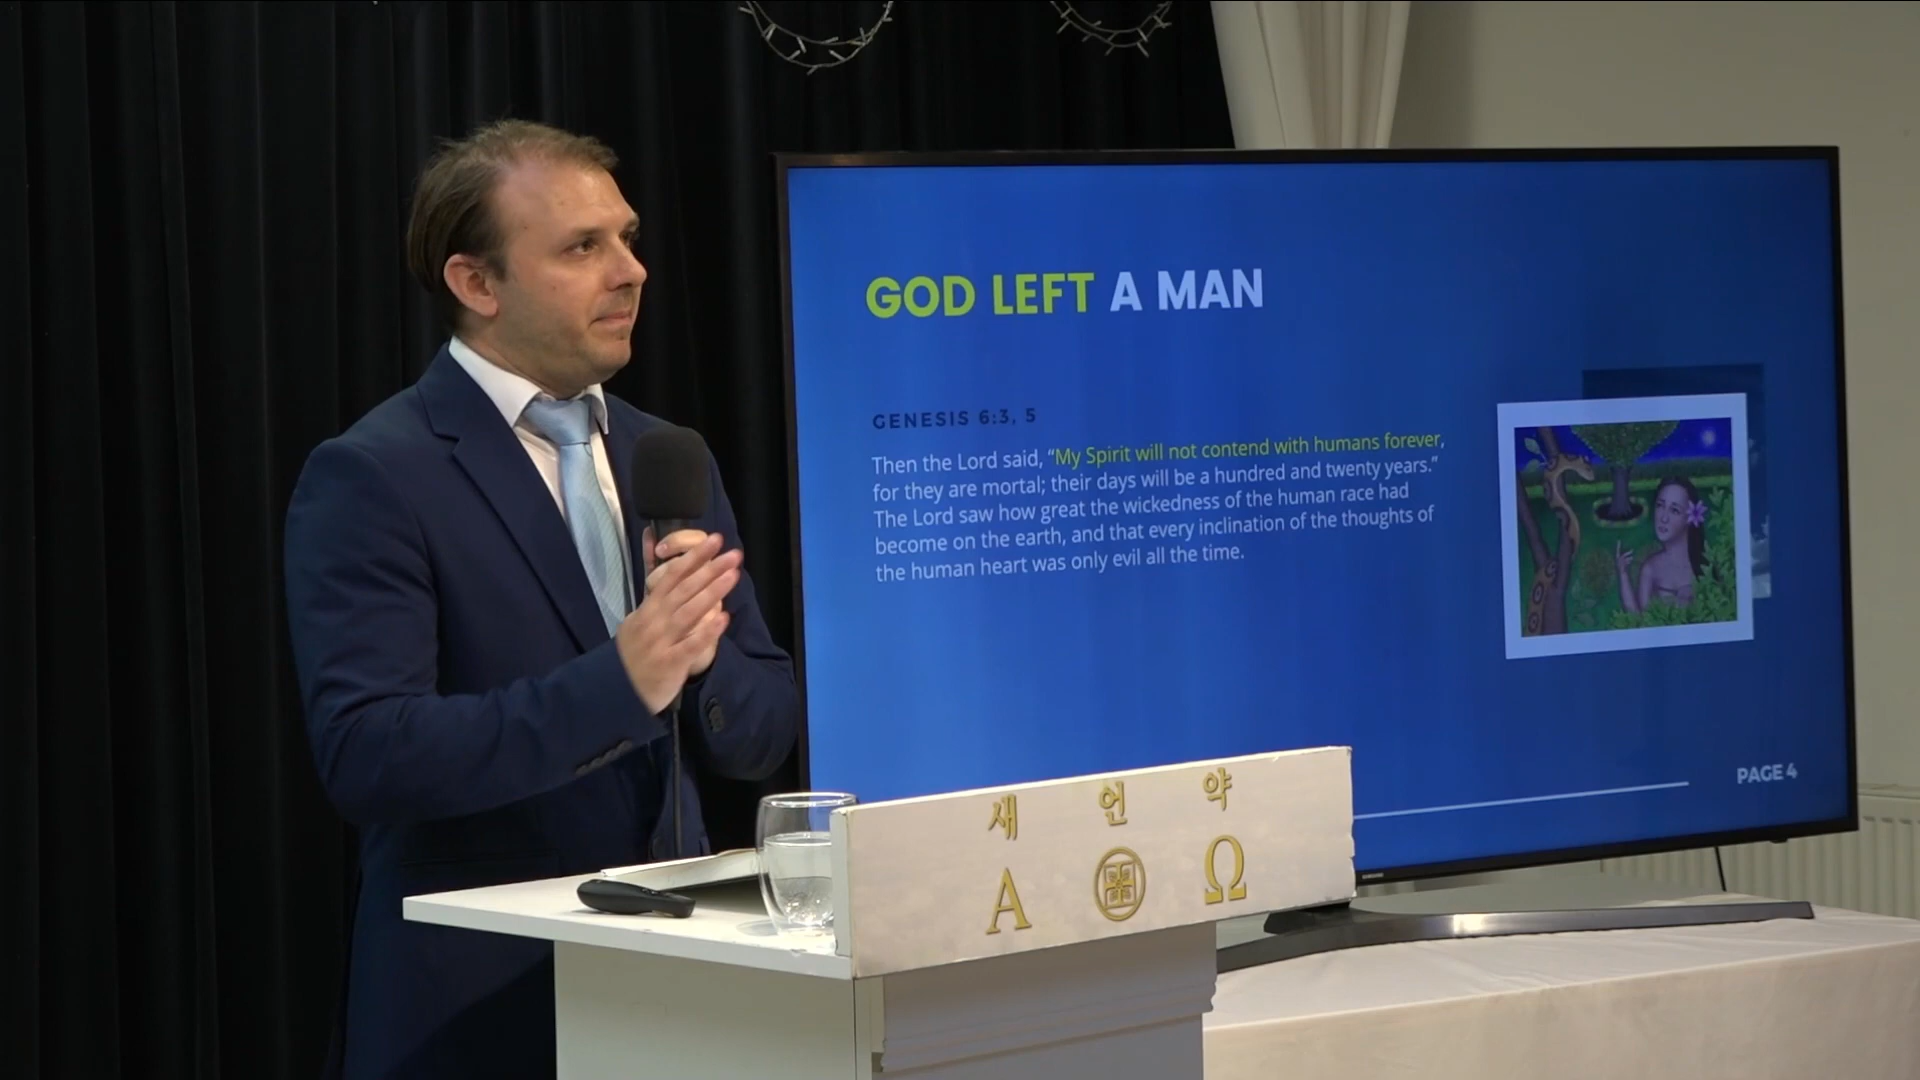 GOD LEFT A MAN
GENESIS 6:3, 5
Then the Lord said, “My Spirit will not contend with humans forever,
for they are mortal; their days will be a hundred and twenty years.”
The Lord saw how great the wickedness of the human race had
become on the earth, and that every inclination of the thoughts of
the human heart was only evil all the time.
PAGE 4
SAMSUNG
새 언 약
Α Ω